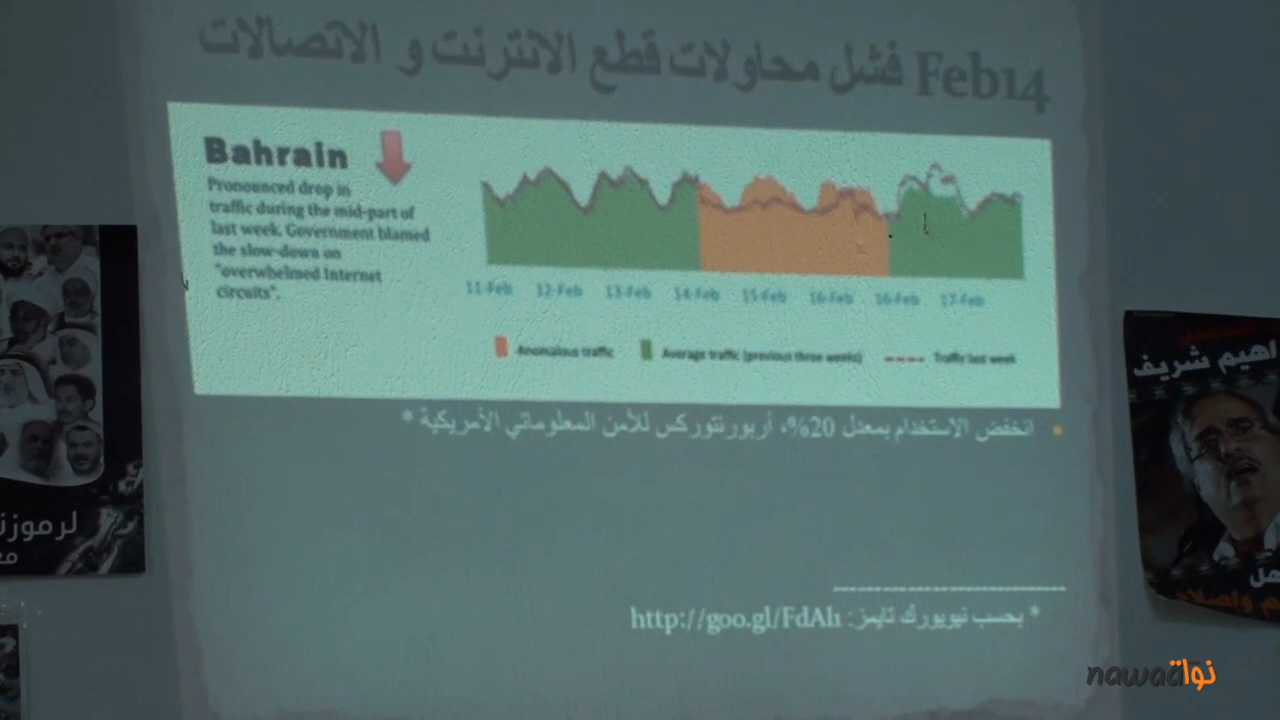 Feb14 فشل محاولات قطع الانترنت و الاتصالات
Bahrain
Pronounced drop in
traffic during the mid-part of
last week. Government blamed
the slow-down on
"overwhelmed Internet
circuits".
11-Feb 12-Feb 13-Feb 14-Feb 15-Feb 16-Feb 16-Feb 17-Feb
Anomalous traffic Average traffic (previous three weeks) Traffic last week
• انخفض الاستخدام بمعدل 20%، أربورنتوركس للأمن المعلوماتي الأمريكية *
* بحسب نيويورك تايمز: http://goo.gl/FdAh
لرموزنا
اهيم شريف
nawaat نواة